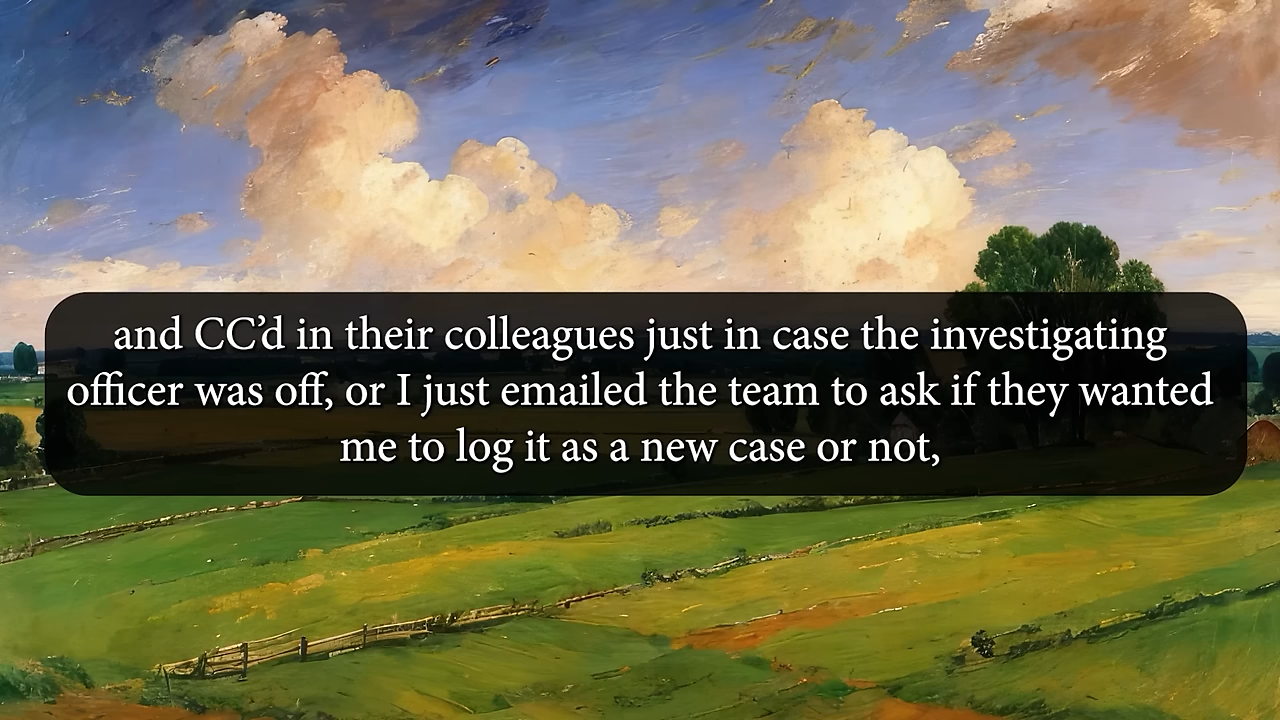 and CC’d in their colleagues just in case the investigating
officer was off, or I just emailed the team to ask if they wanted
me to log it as a new case or not,